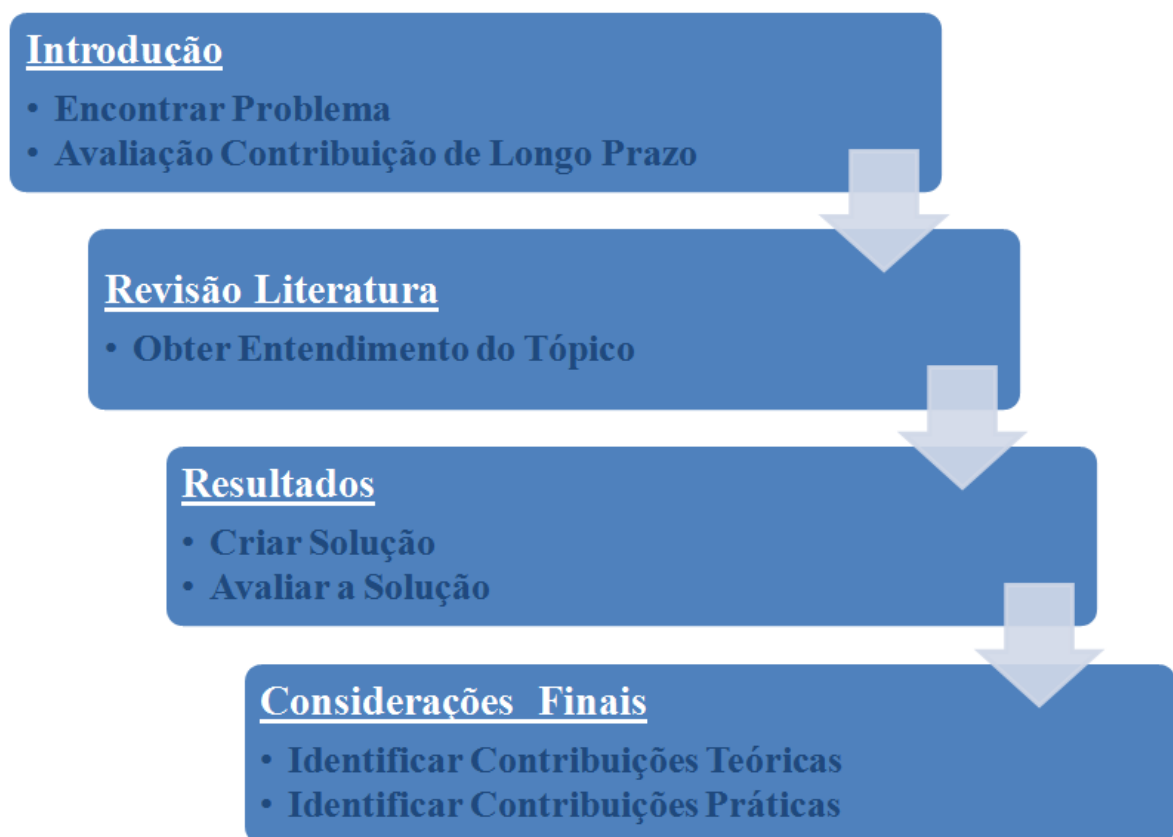 Introdução
• Encontrar Problema
• Avaliação Contribuição de Longo Prazo
Revisão Literatura
• Obter Entendimento do Tópico
Resultados
• Criar Solução
• Avaliar a Solução
Considerações Finais
• Identificar Contribuições Teóricas
• Identificar Contribuições Práticas